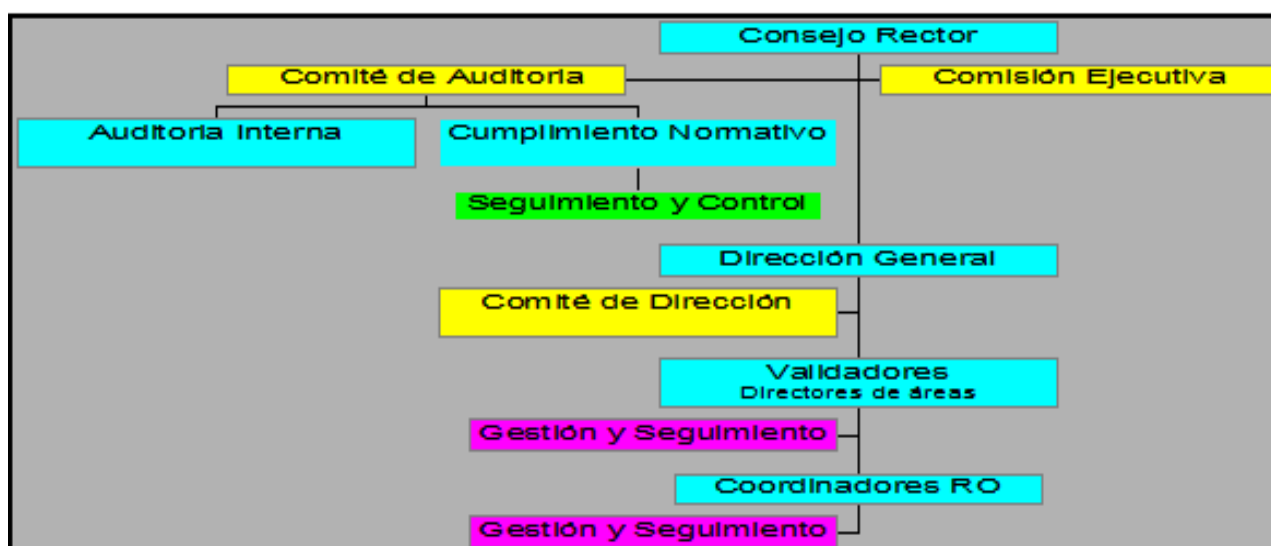 Consejo Rector
Comité de Auditoria
Comisión Ejecutiva
Auditoria Interna
Cumplimiento Normativo
Seguimiento y Control
Dirección General
Comité de Dirección
Validadores
Directores de áreas
Gestión y Seguimiento
Coordinadores RO
Gestión y Seguimiento